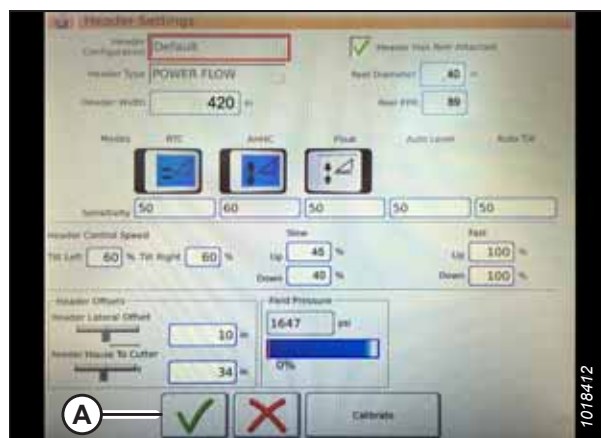 Header Settings
Header Configuration Default Header Has Reel Attached
Header Type POWER FLOW Reel Diameter 40 in
Header Width 420 in Reel PPR 89
Modes RTC AHHC Float Auto Level Auto Tilt
Sensitivity 50 60 50 50 50
Header Control Speed Slow Fast
Tilt Left 60 % Tilt Right 60 % Up 45 % Up 100 %
Down 40 % Down 100 %
Header Offsets Field Pressure
Header Lateral Offset 1647 psi
10 in
Feeder House To Cutter 0%
34 in
A Calibrate
1018412